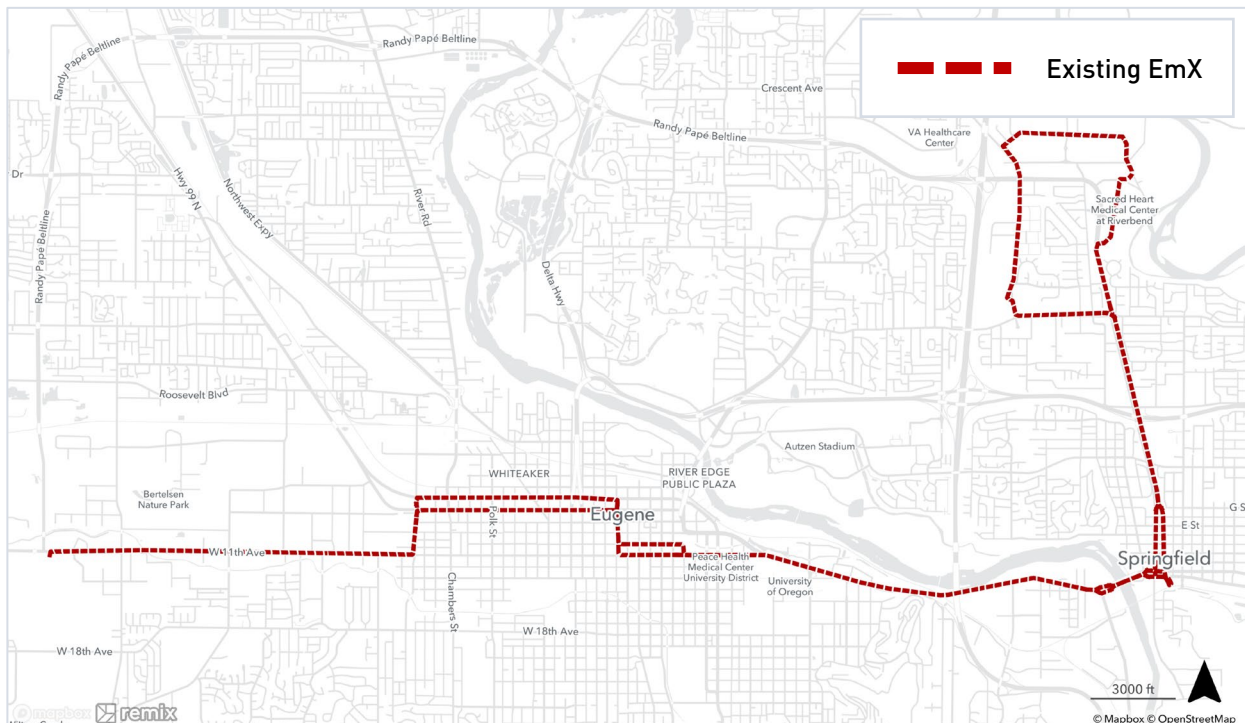 Existing EmX
Randy Papé Beltline
Randy Papé Beltline
Crescent Ave
Randy Papé Beltline
VA Healthcare
Center
Dr
Hwy 99 N
Northwest Expy
River Rd
Sacred Heart
Medical Center
at Riverbend
Randy Papé Beltline
Delta Hwy
Roosevelt Blvd
Autzen Stadium
WHITEAKER
RIVER EDGE
PUBLIC PLAZA
Bertelsen
Nature Park
Polk St
Eugene
G S
E St
W 11th Ave
Peace Health
Medical Center
University District
Springfield
University
of Oregon
Chambers St
W 18th Ave
W 18th Ave
3000 ft
mapbox
remix
© Mapbox © OpenStreetMap